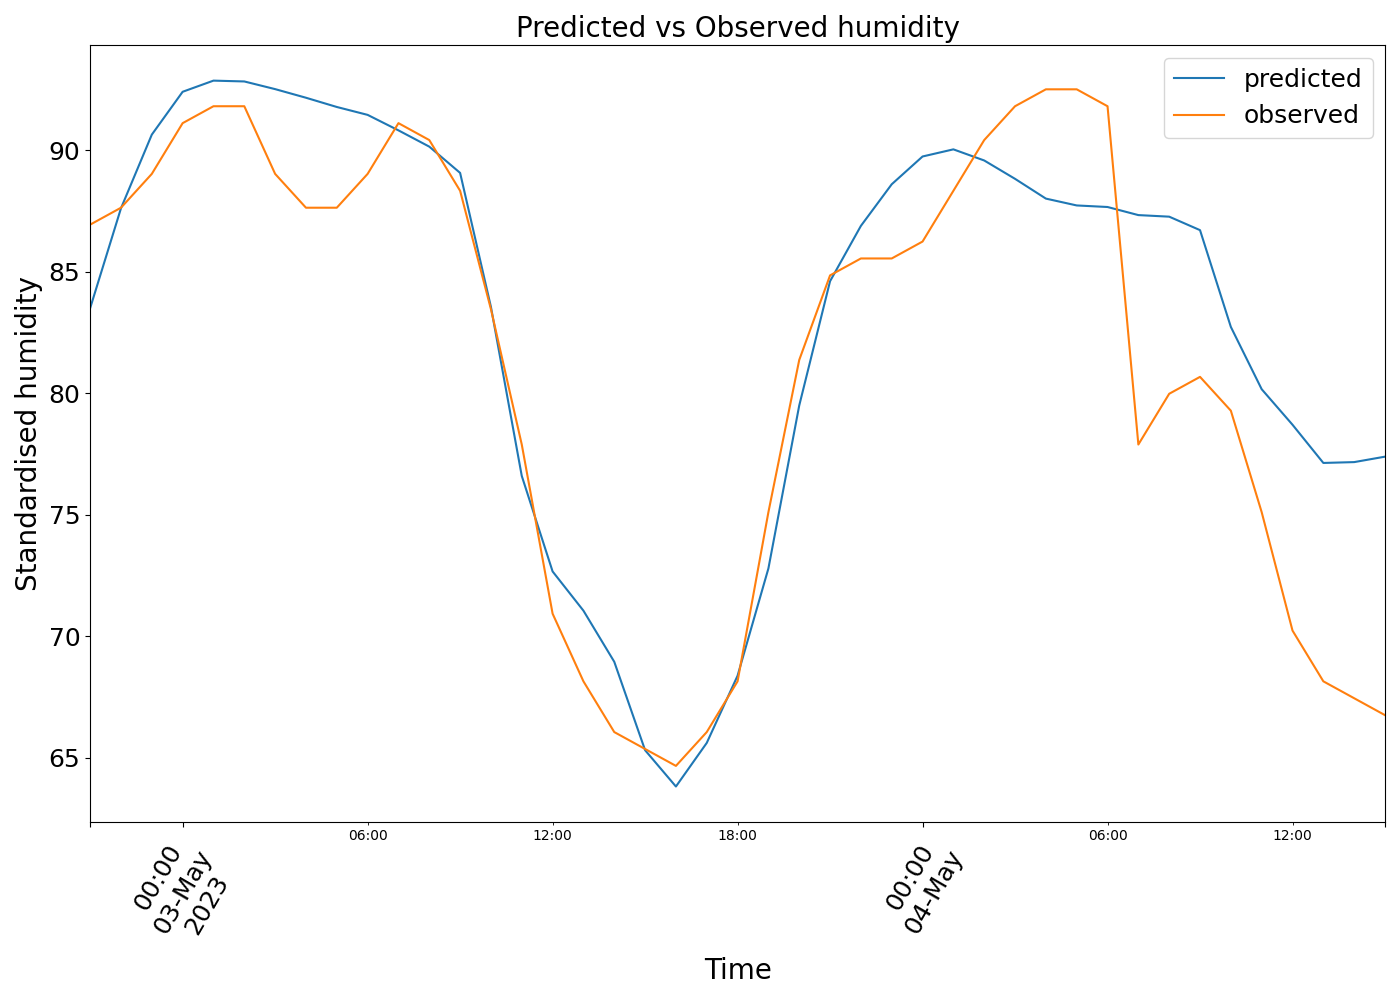 Predicted vs Observed humidity
predicted
observed
90
85
80
75
70
65
Standardised humidity
06:00
12:00
18:00
06:00
12:00
00:00
03-May
2023
00:00
04-May
Time